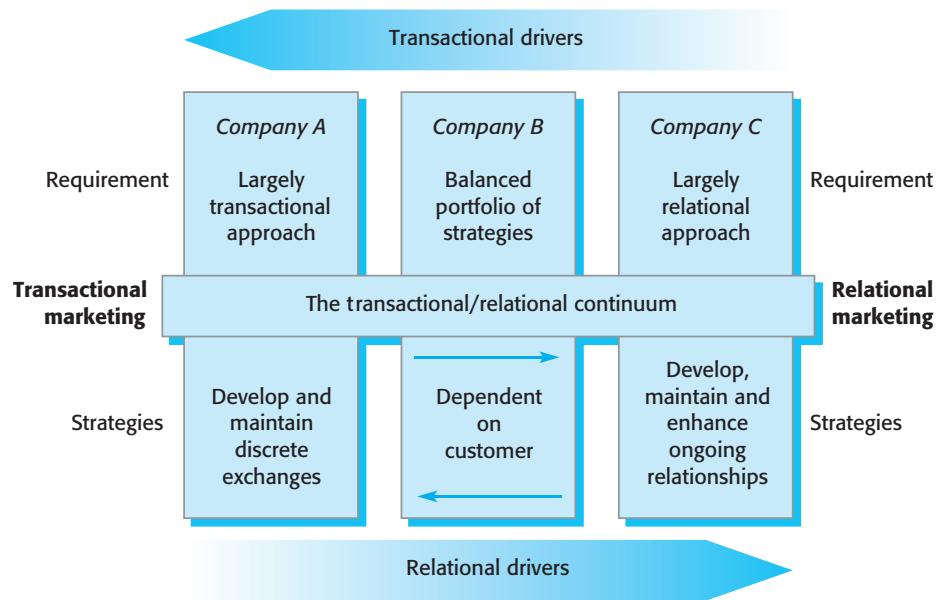 Transactional drivers
Company A
Company B
Company C
Requirement
Largely
transactional
approach
Balanced
portfolio of
strategies
Largely
relational
approach
Requirement
Transactional
marketing
The transactional/relational continuum
Relational
marketing
Strategies
Develop and
maintain
discrete
exchanges
Dependent
on
customer
Develop,
maintain and
enhance
ongoing
relationships
Strategies
Relational drivers